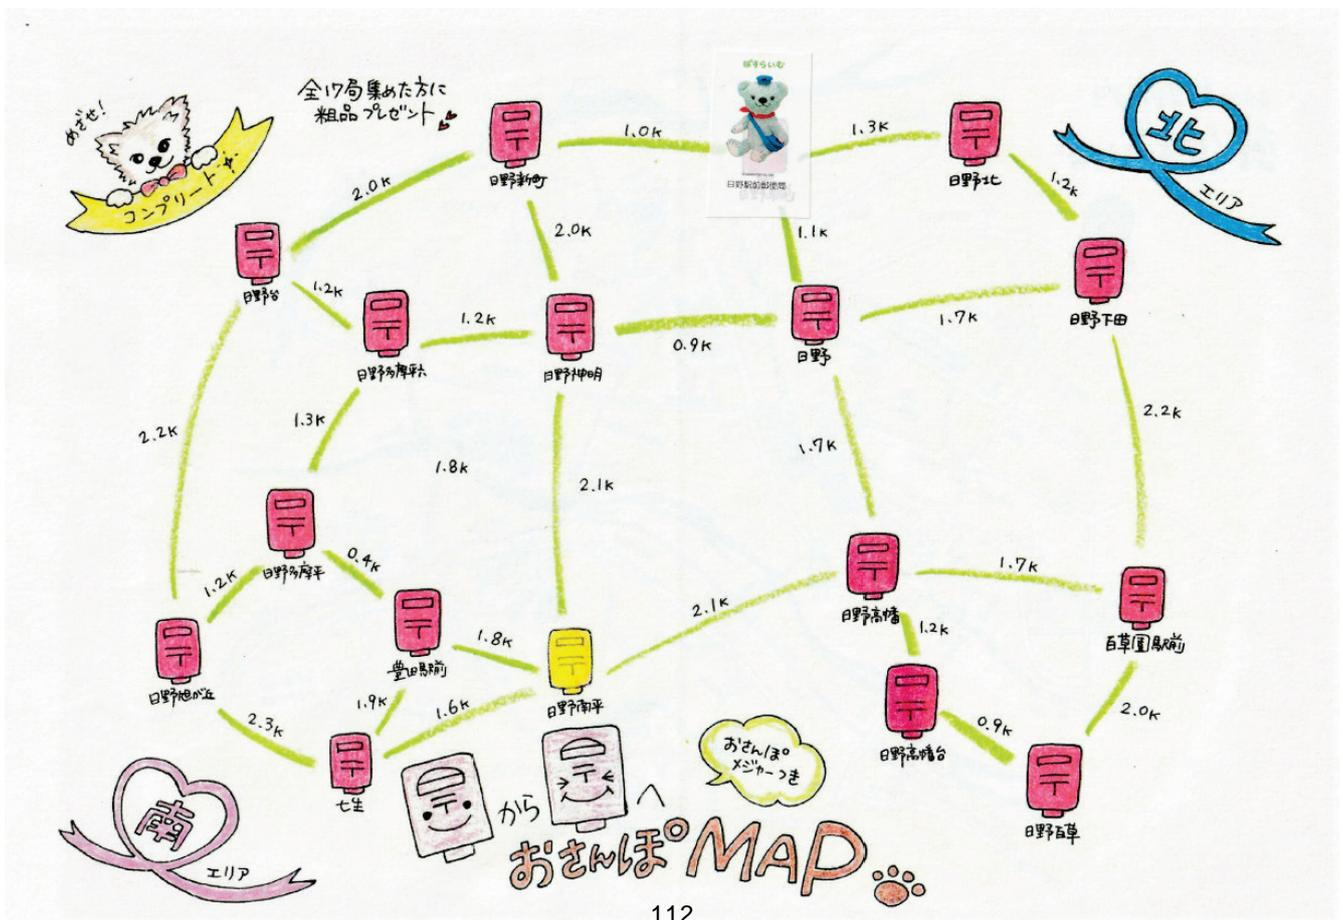 めざせ!
コンプリート
全17局集めた方に
粗品プレゼント
ぽすらいむ
日野駅前郵便局
北
エリア
日野新町
1.0K
1.3K
日野北
2.0K
2.0K
1.1K
1.2K
日野台
1.2K
日野多摩平六
1.2K
日野神明
0.9K
日野
1.7K
日野下田
2.2K
1.3K
1.8K
2.1K
1.7K
2.2K
日野多摩平
1.2K
0.4K
日野旭が丘
豊田駅前
1.8K
日野南平
2.1K
日野高幡
1.7K
百草園駅前
1.2K
2.3K
1.9K
1.6K
七生
日野高幡台
0.9K
2.0K
日野百草
南
エリア
から
へ
おさんぽ
メジャーつき
おさんぽMAP
112